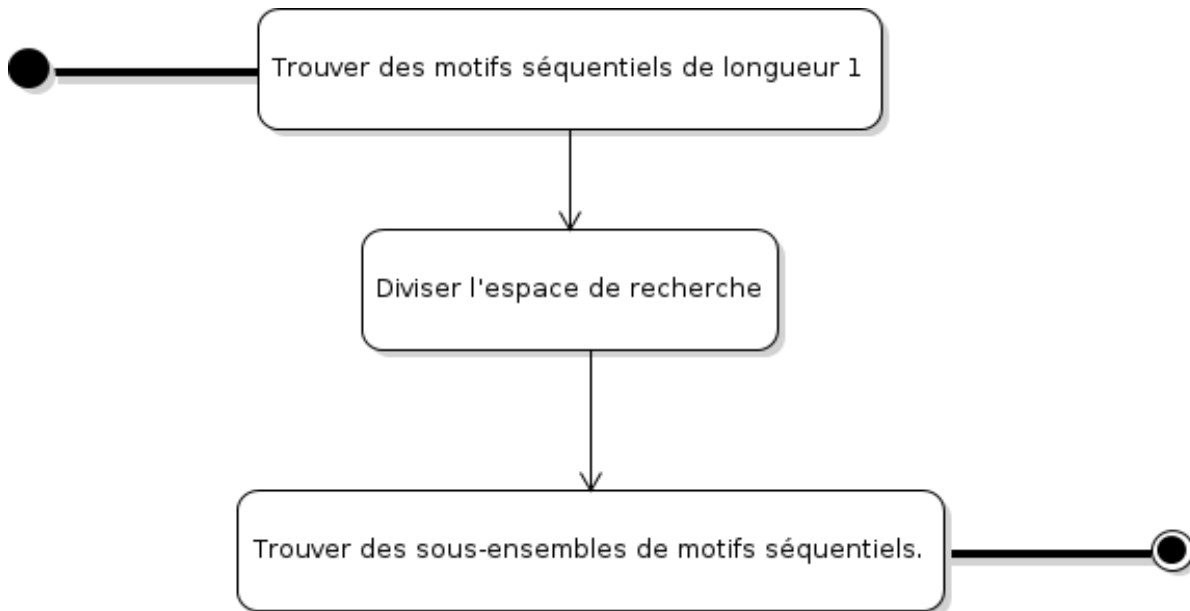 Trouver des motifs séquentiels de longueur 1
Diviser l'espace de recherche
Trouver des sous-ensembles de motifs séquentiels.